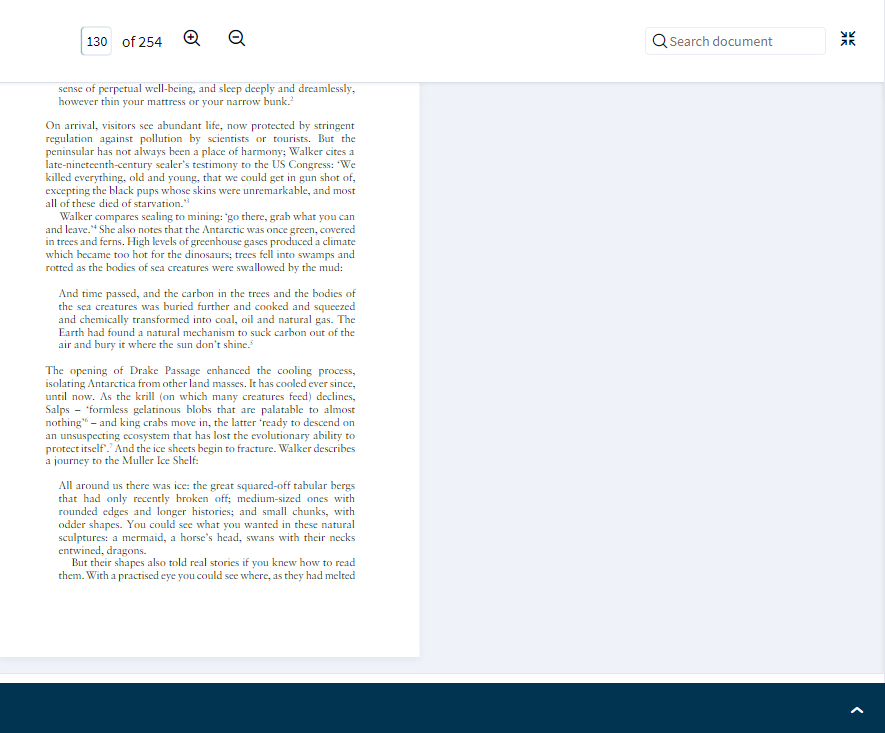 130 of 254 Search document
sense of perpetual well-being, and sleep deeply and dreamlessly,
however thin your mattress or your narrow bunk.²
On arrival, visitors see abundant life, now protected by stringent
regulation against pollution by scientists or tourists. But the
peninsular has not always been a place of harmony; Walker cites a
late-nineteenth-century sealer's testimony to the US Congress: 'We
killed everything, old and young, that we could get in gun shot of,
excepting the black pups whose skins were unremarkable, and most
all of these died of starvation.'³
Walker compares sealing to mining: 'go there, grab what you can
and leave.'⁴ She also notes that the Antarctic was once green, covered
in trees and ferns. High levels of greenhouse gases produced a climate
which became too hot for the dinosaurs; trees fell into swamps and
rotted as the bodies of sea creatures were swallowed by the mud:
And time passed, and the carbon in the trees and the bodies of
the sea creatures was buried further and cooked and squeezed
and chemically transformed into coal, oil and natural gas. The
Earth had found a natural mechanism to suck carbon out of the
air and bury it where the sun don't shine.⁵
The opening of Drake Passage enhanced the cooling process,
isolating Antarctica from other land masses. It has cooled ever since,
until now. As the krill (on which many creatures feed) declines,
Salps – 'formless gelatinous blobs that are palatable to almost
nothing'⁶ – and king crabs move in, the latter 'ready to descend on
an unsuspecting ecosystem that has lost the evolutionary ability to
protect itself'.⁷ And the ice sheets begin to fracture. Walker describes
a journey to the Muller Ice Shelf:
All around us there was ice: the great squared-off tabular bergs
that had only recently broken off; medium-sized ones with
rounded edges and longer histories; and small chunks, with
odder shapes. You could see what you wanted in these natural
sculptures: a mermaid, a horse's head, swans with their necks
entwined, dragons.
But their shapes also told real stories if you knew how to read
them. With a practised eye you could see where, as they had melted